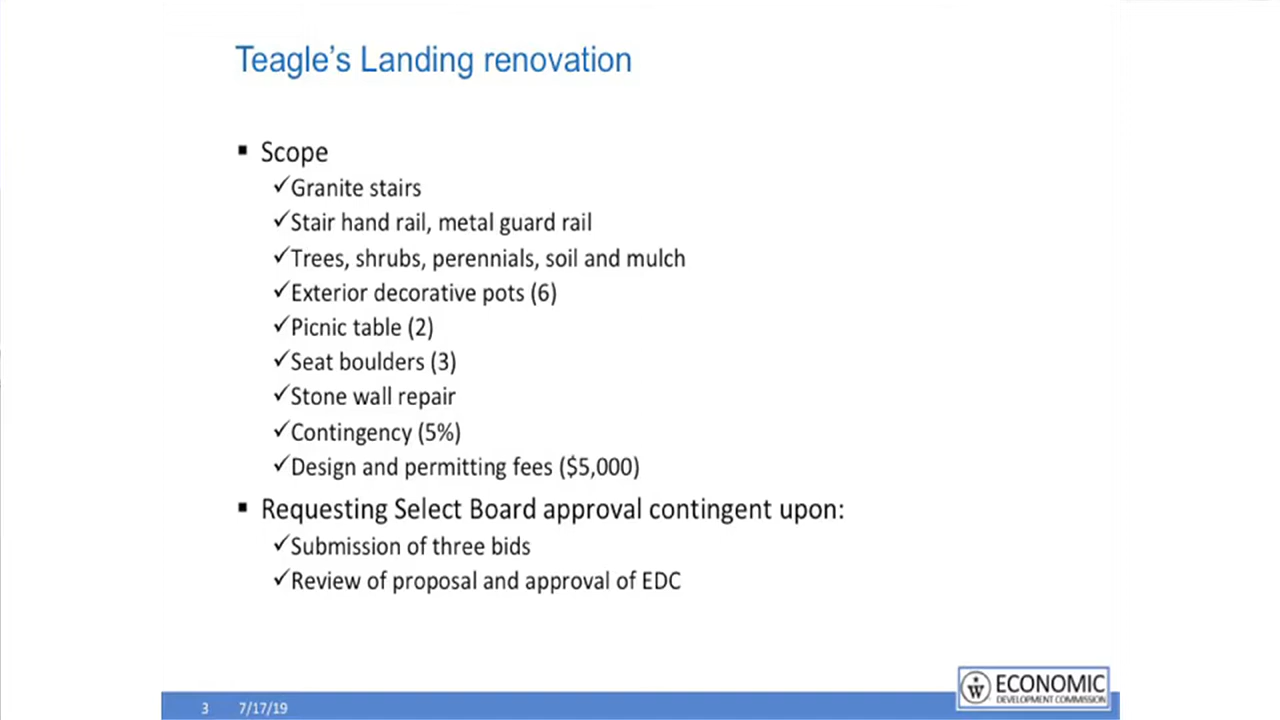 Teagle’s Landing renovation
▪ Scope
✓Granite stairs
✓Stair hand rail, metal guard rail
✓Trees, shrubs, perennials, soil and mulch
✓Exterior decorative pots (6)
✓Picnic table (2)
✓Seat boulders (3)
✓Stone wall repair
✓Contingency (5%)
✓Design and permitting fees ($5,000)
▪ Requesting Select Board approval contingent upon:
✓Submission of three bids
✓Review of proposal and approval of EDC
W ECONOMIC
DEVELOPMENT COMMISSION
3 7/17/19